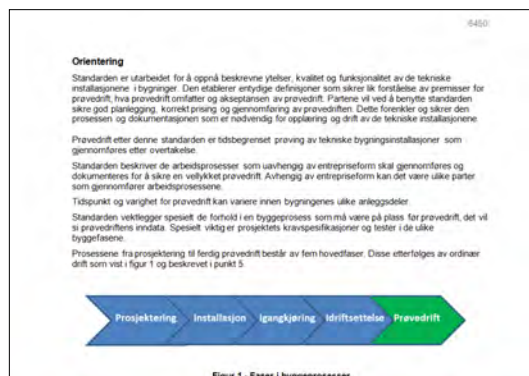 6450
Orientering
Standarden er utarbeidet for å oppnå beskrevne ytelser, kvalitet og funksjonalitet av de tekniske
installasjonene i bygninger. Den etablerer entydige definisjoner som sikrer lik forståelse av premisser for
prøvedrift, hva prøvedrift omfatter og akseptansen av prøvedrift. Partene vil ved å benytte standarden
sikre god planlegging, korrekt prising og gjennomføring av prøvedriften. Dette forenkler og sikrer den
prosessen og dokumentasjonen som er nødvendig for opplæring og drift av de tekniske installasjonene.
Prøvedrift etter denne standarden er tidsbegrenset prøving av tekniske bygningsinstallasjoner som
gjennomføres etter overtakelse.
Standarden beskriver de arbeidsprosesser som uavhengig av entrepriseform skal gjennomføres og
dokumenteres for å sikre en vellykket prøvedrift. Avhengig av entrepriseform kan det være ulike parter
som gjennomfører arbeidsprosessene.
Tidspunkt og varighet for prøvedrift kan variere innen bygningenes ulike anleggsdeler.
Standarden vektlegger spesielt de forhold i en byggeprosess som må være på plass før prøvedrift, det vil
si prøvedriftens inndata. Spesielt viktig er prosjektets kravspesifikasjoner og tester i de ulike
byggefasene.
Prosessene fra prosjektering til ferdig prøvedrift består av fem hovedfaser. Disse etterfølges av ordinær
drift som vist i figur 1 og beskrevet i punkt 5.
Prosjektering Installasjon Igangkjøring Idriftsettelse Prøvedrift
Figur 1 - Faser i byggeprosesser